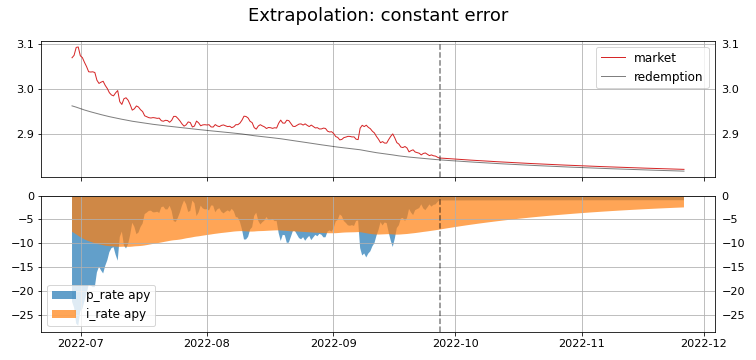 Extrapolation: constant error
3.1 3.1
market
redemption
3.0 3.0
2.9 2.9
0 0
−5 −5
−10 −10
−15 −15
−20 −20
−25 −25
p_rate apy
i_rate apy
2022-07 2022-08 2022-09 2022-10 2022-11 2022-12